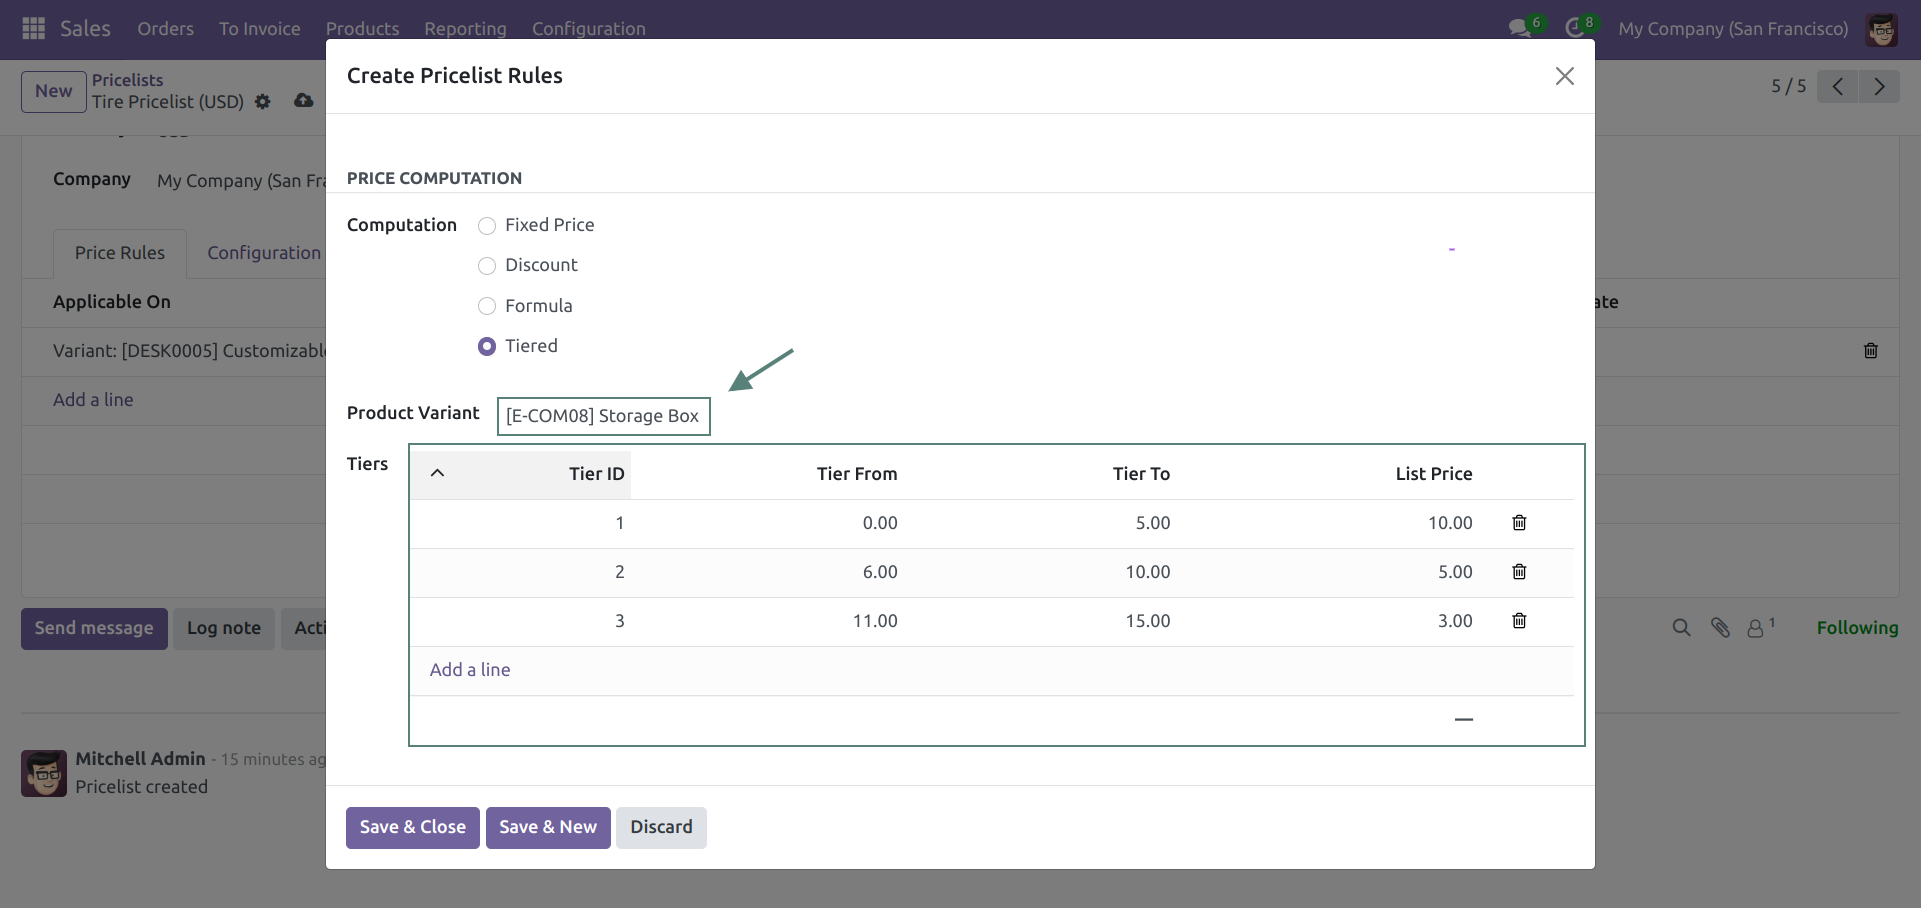 Sales Orders To Invoice Products Reporting Configuration 6 8 My Company (San Francisco)
Create Pricelist Rules
New Pricelists
Tire Pricelist (USD)
5 / 5
Company My Company (San Fra
PRICE COMPUTATION
Computation Fixed Price
Discount
Formula
Tiered
Price Rules Configuration
Applicable On ate
Variant: [DESK0005] Customizable
Add a line
Product Variant [E-COM08] Storage Box
Tiers Tier ID Tier From Tier To List Price
1 0.00 5.00 10.00
2 6.00 10.00 5.00
3 11.00 15.00 3.00
Add a line
Send message Log note Acti 1 Following
Mitchell Admin - 15 minutes ag
Pricelist created
Save & Close Save & New Discard